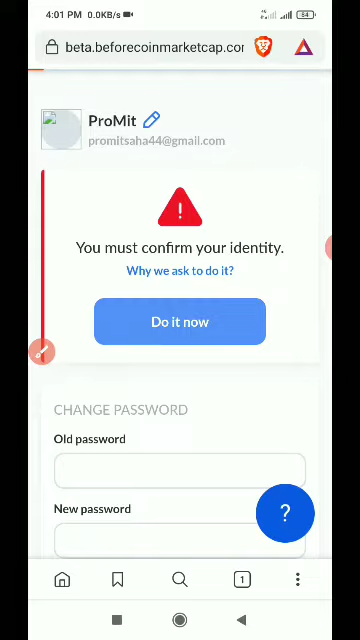 4:01 PM 0.0KB/s
84
beta.beforecoinmarketcap.cor
ProMit
promitsaha44@gmail.com
You must confirm your identity.
Why we ask to do it?
Do it now
CHANGE PASSWORD
Old password
New password
?
1